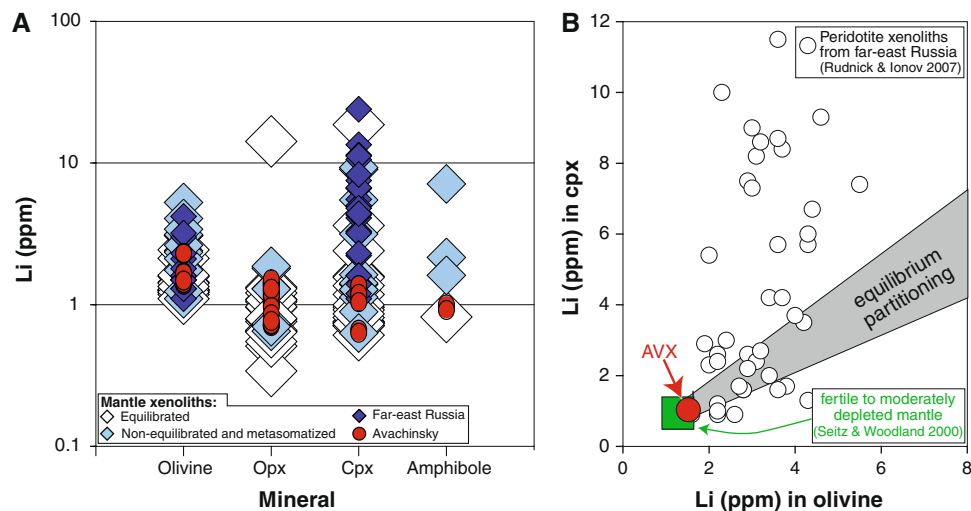 A
Li (ppm)
100
10
1
0.1
Mantle xenoliths:
Equilibrated
Non-equilibrated and metasomatized
Far-east Russia
Avachinsky
Olivine Opx Cpx Amphibole
Mineral
B
Li (ppm) in cpx
12
10
8
6
4
2
0
Peridotite xenoliths
from far-east Russia
(Rudnick & Ionov 2007)
equilibrium
partitioning
AVX
fertile to moderately
depleted mantle
(Seitz & Woodland 2000)
0 2 4 6 8
Li (ppm) in olivine